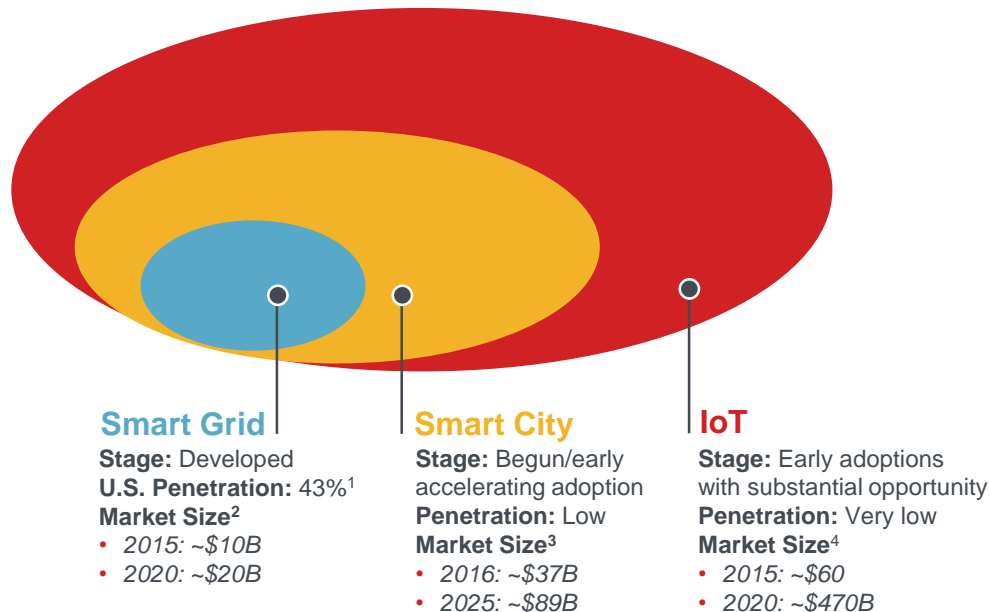 Smart Grid
Stage: Developed
U.S. Penetration: 43%¹
Market Size²
• 2015: ~$10B
• 2020: ~$20B
Smart City
Stage: Begun/early
accelerating adoption
Penetration: Low
Market Size³
• 2016: ~$37B
• 2025: ~$89B
IoT
Stage: Early adoptions
with substantial opportunity
Penetration: Very low
Market Size⁴
• 2015: ~$60
• 2020: ~$470B